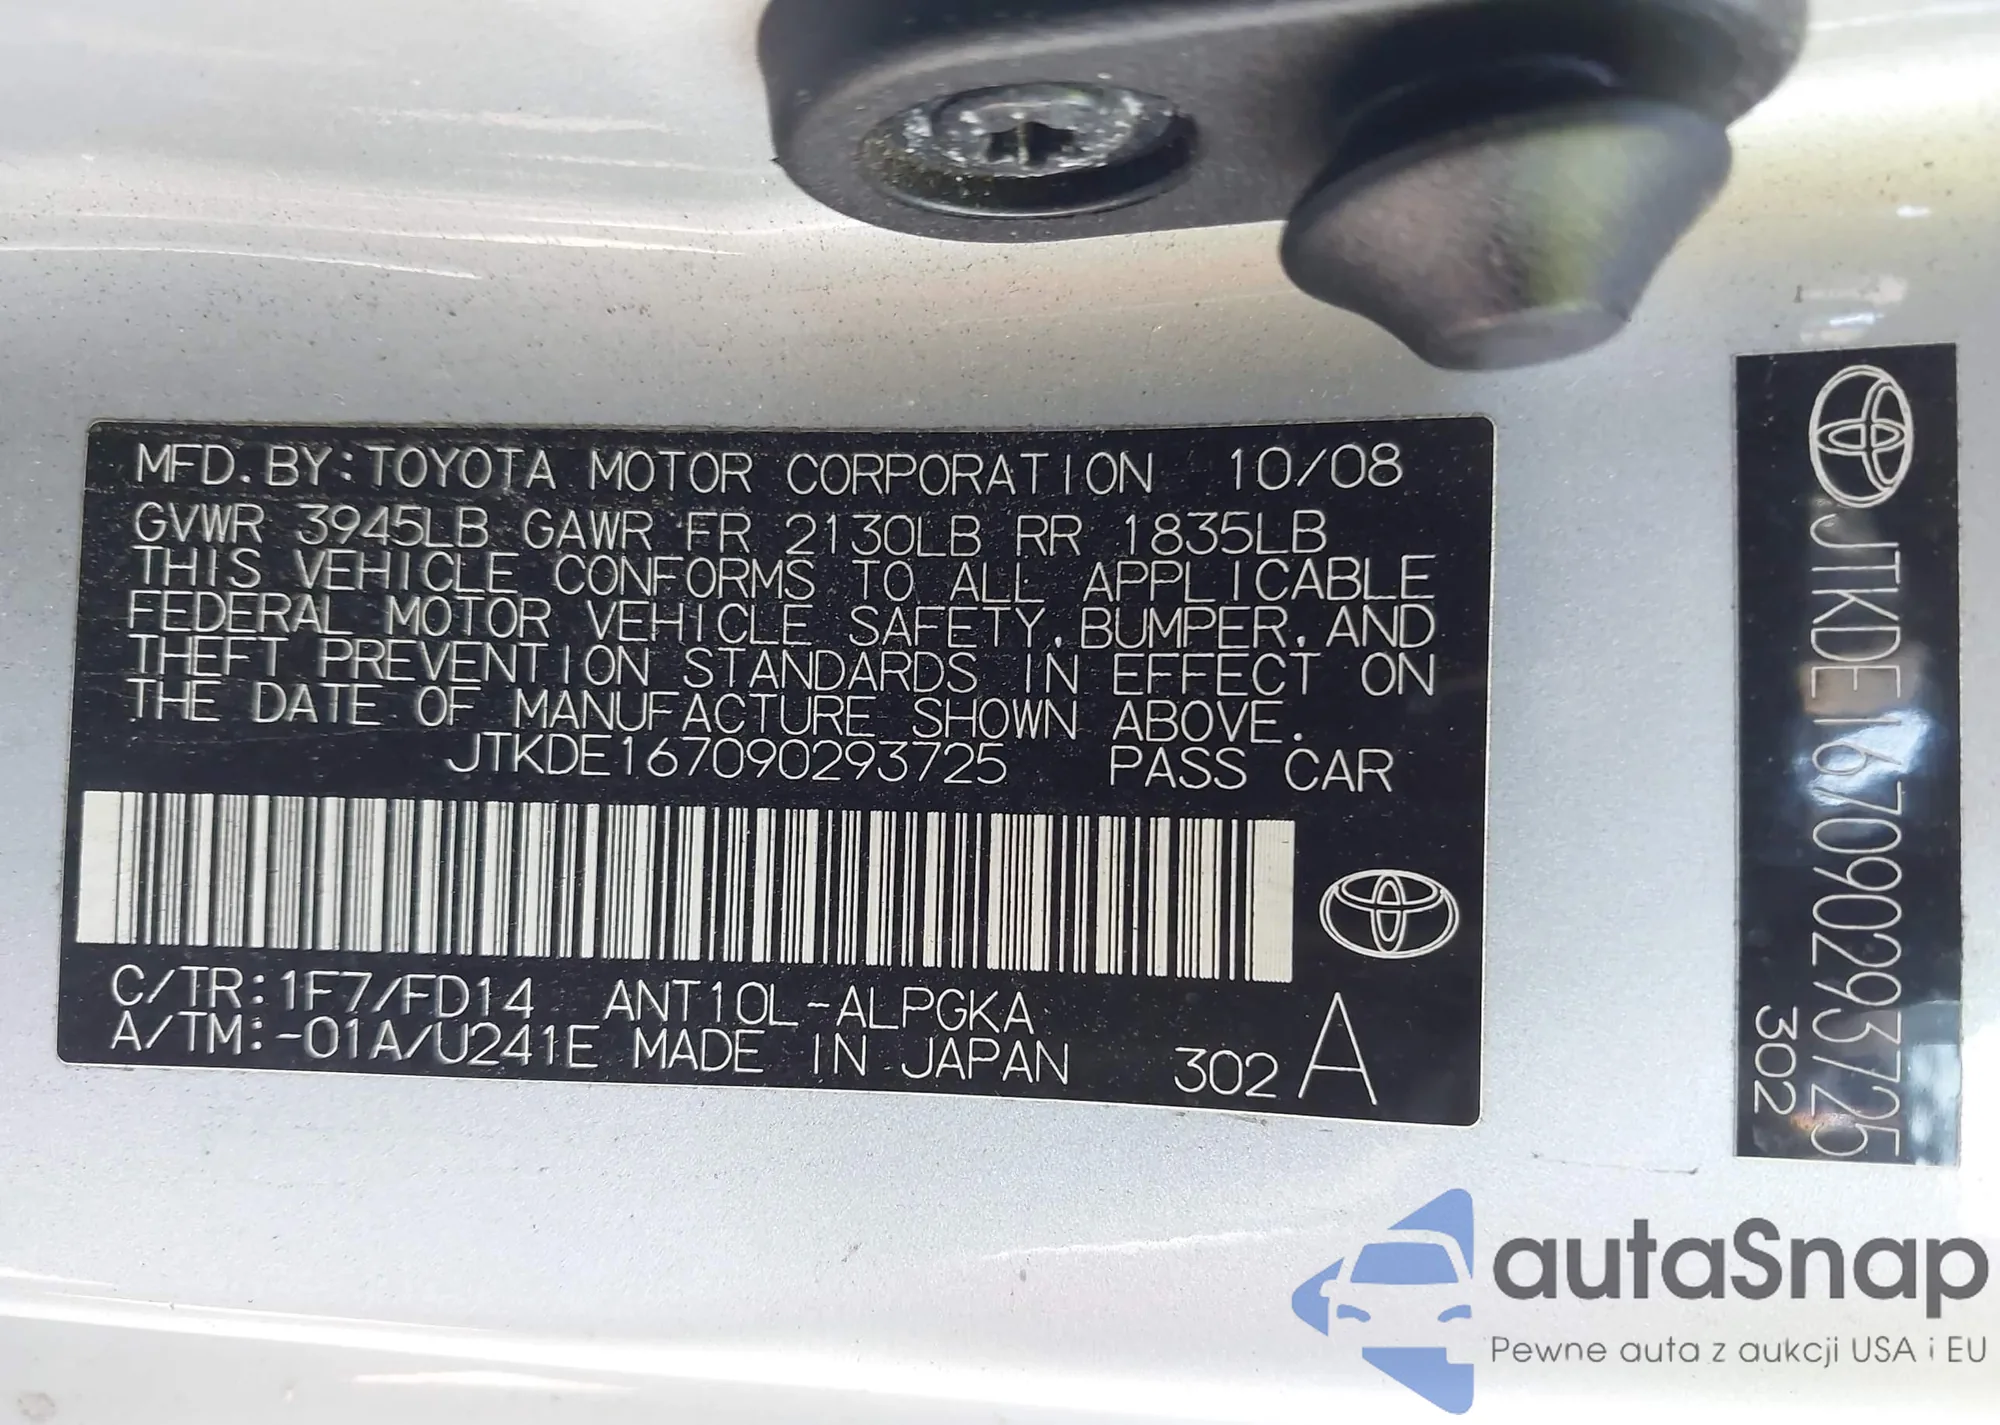 MFD. BY: TOYOTA MOTOR CORPORATION 10/08
GVWR 3945LB GAWR FR 2130LB RR 1835LB
THIS VEHICLE CONFORMS TO ALL APPLICABLE
FEDERAL MOTOR VEHICLE SAFETY, BUMPER, AND
THEFT PREVENTION STANDARDS IN EFFECT ON
THE DATE OF MANUFACTURE SHOWN ABOVE.
JTKDE167090293725 PASS CAR
C/TR: 1F7/FD14 ANT10L-ALPGKA
A/TM: -01A/U241E MADE IN JAPAN 302 A
JTKDE167090293725
302
autaSnap
Pewne auta z aukcji USA i EU